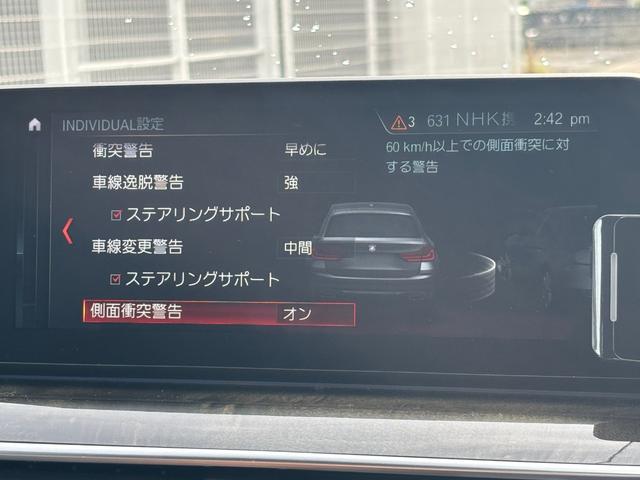 INDIVIDUAL設定
3 631 NHK携 2:42 pm
衝突警告 早めに
車線逸脱警告 強
ステアリングサポート
車線変更警告 中間
ステアリングサポート
側面衝突警告 オン
60 km/h以上での側面衝突に対
する警告